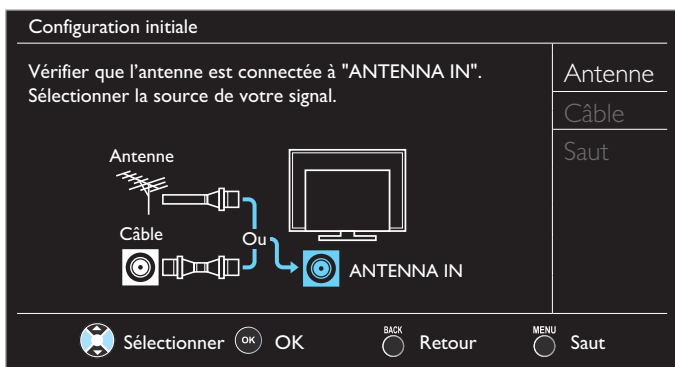 Configuration initiale
Vérifier que l'antenne est connectée à "ANTENNA IN".
Sélectionner la source de votre signal.
Antenne
Câble
Saut
Antenne
Câble
Ou
ANTENNA IN
Sélectionner OK OK BACK Retour MENU Saut